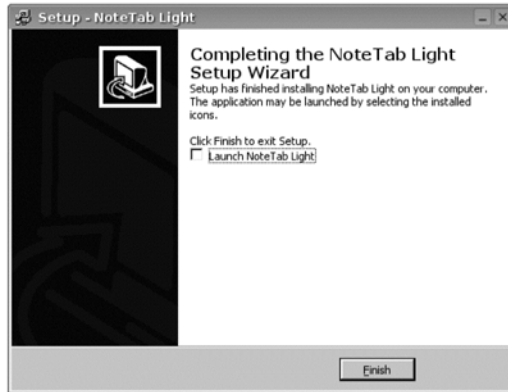 Setup - NoteTab Light
Completing the NoteTab Light
Setup Wizard
Setup has finished installing NoteTab Light on your computer.
The application may be launched by selecting the installed
icons.
Click Finish to exit Setup.
Launch NoteTab Light
Finish